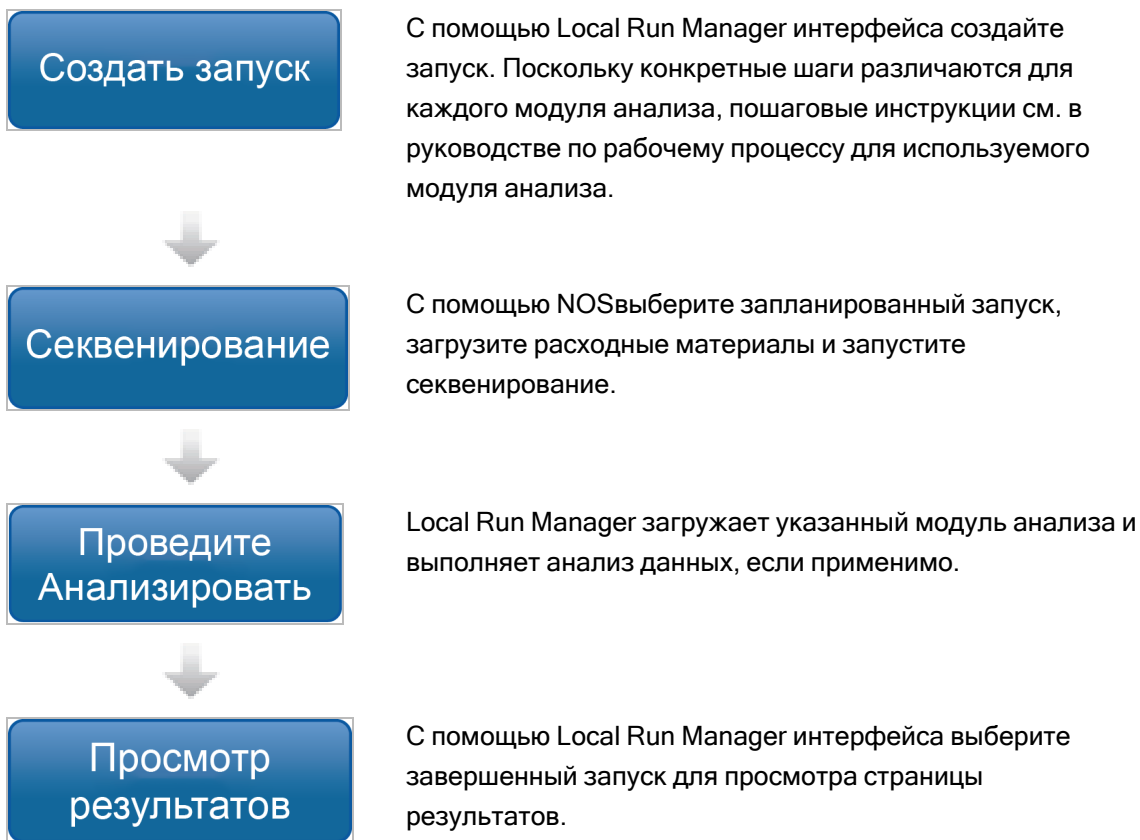 Создать запуск
С помощью Local Run Manager интерфейса создайте
запуск. Поскольку конкретные шаги различаются для
каждого модуля анализа, пошаговые инструкции см. в
руководстве по рабочему процессу для используемого
модуля анализа.
Секвенирование
С помощью NOSвыберите запланированный запуск,
загрузите расходные материалы и запустите
секвенирование.
Проведите
Анализировать
Local Run Manager загружает указанный модуль анализа и
выполняет анализ данных, если применимо.
Просмотр
результатов
С помощью Local Run Manager интерфейса выберите
завершенный запуск для просмотра страницы
результатов.